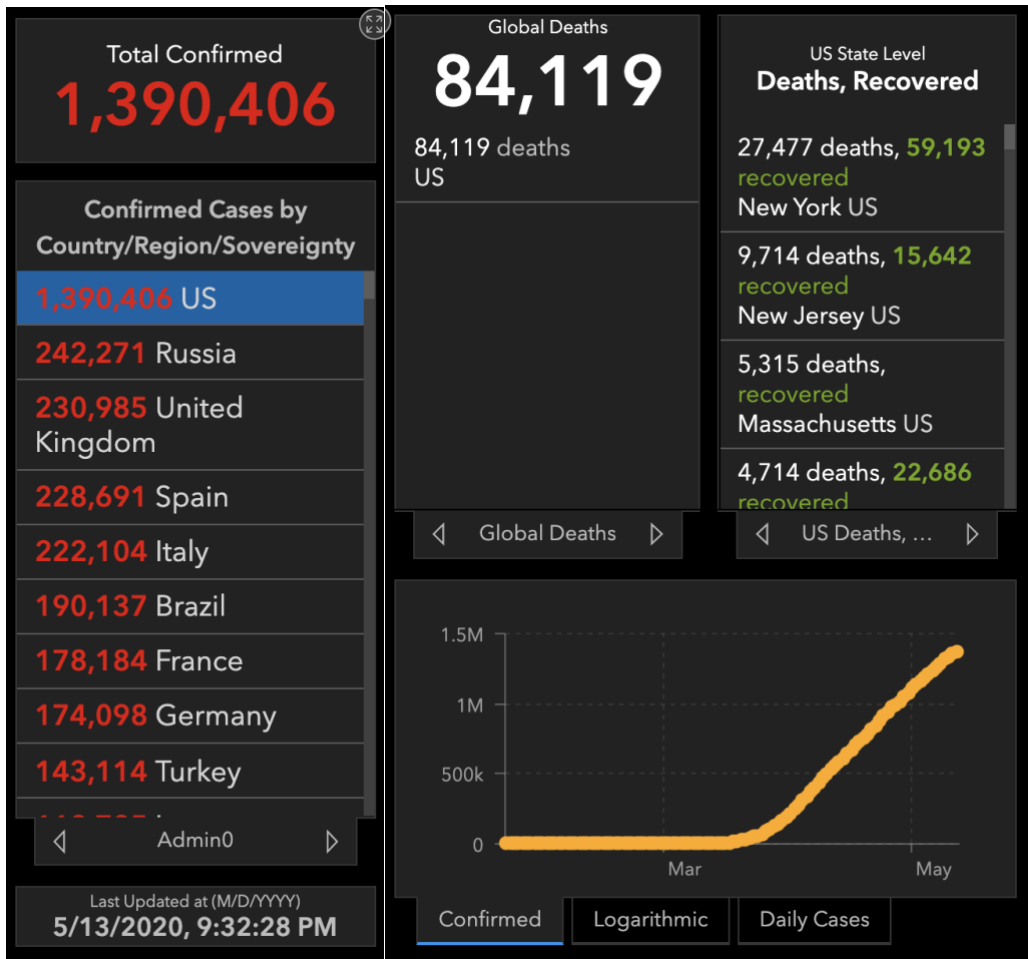 Total Confirmed
1,390,406
Confirmed Cases by
Country/Region/Sovereignty
1,390,406 US
242,271 Russia
230,985 United
Kingdom
228,691 Spain
222,104 Italy
190,137 Brazil
178,184 France
174,098 Germany
143,114 Turkey
Admin0
Last Updated at (M/D/YYYY)
5/13/2020, 9:32:28 PM
Global Deaths
84,119
84,119 deaths
US
Global Deaths
US State Level
Deaths, Recovered
27,477 deaths, 59,193
recovered
New York US
9,714 deaths, 15,642
recovered
New Jersey US
5,315 deaths,
recovered
Massachusetts US
4,714 deaths, 22,686
recovered
US Deaths, ...
1.5M
1M
500k
0
Mar
May
Confirmed
Logarithmic
Daily Cases